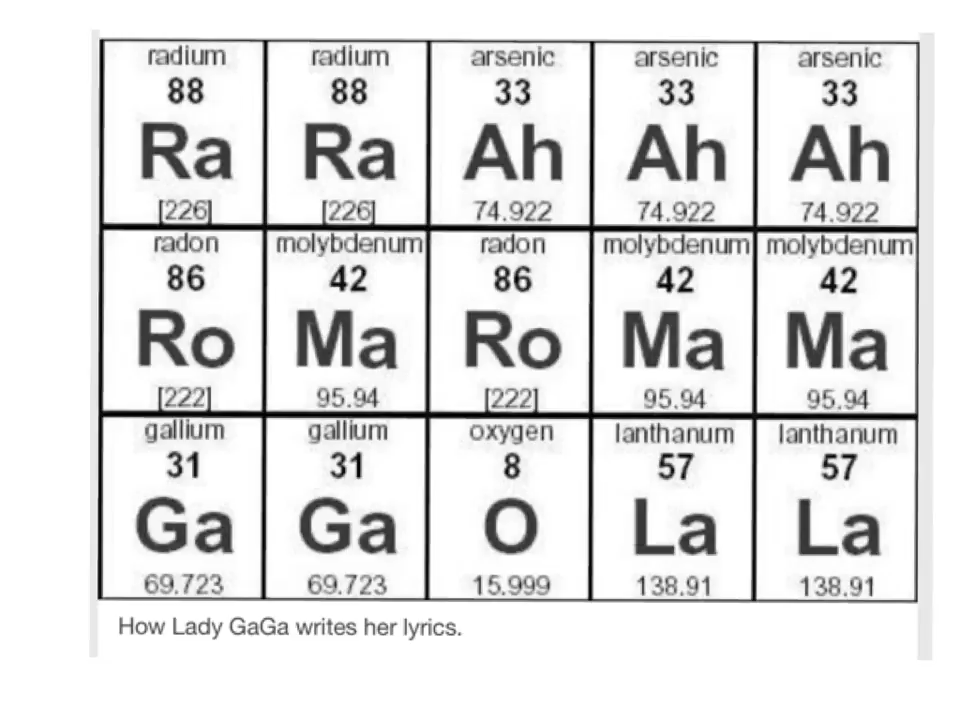 radium radium arsenic arsenic arsenic
88 88 33 33 33
Ra Ra Ah Ah Ah
[226] [226] 74.922 74.922 74.922
radon molybdenum radon molybdenum molybdenum
86 42 86 42 42
Ro Ma Ro Ma Ma
[222] 95.94 [222] 95.94 95.94
gallium gallium oxygen lanthanum lanthanum
31 31 8 57 57
Ga Ga O La La
69.723 69.723 15.999 138.91 138.91
How Lady GaGa writes her lyrics.